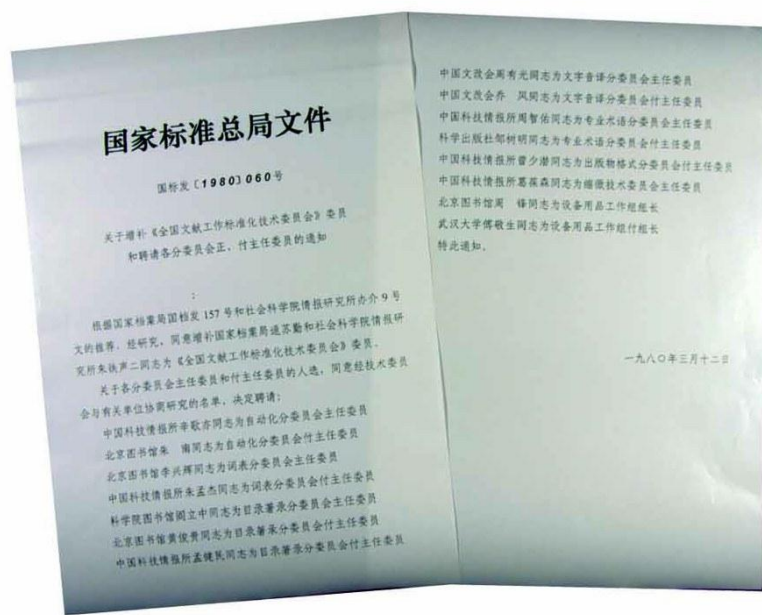 国家标准总局文件
国标发〔1980〕060号
关于增补《全国文献工作标准化技术委员会》委员
和聘请各分委员会正、付主任委员的通知
:
根据国家档案局国档发157号和社会科学院情报研究所办介9号
文的推荐，经研究，同意增补国家档案局逄苏勤和社会科学院情报研
究所朱铁声二同志为《全国文献工作标准化技术委员会》委员。
关于各分委员会主任委员和付主任委员的人选，同意经技术委员
会与有关单位协商研究的名单，决定聘请：
中国科技情报所辛歌亦同志为自动化分委员会主任委员
北京图书馆朱 南同志为自动化分委员会付主任委员
北京图书馆李兴辉同志为词表分委员会主任委员
中国科技情报所朱孟杰同志为词表分委员会付主任委员
科学院图书馆阎立中同志为目录著录分委员会主任委员
北京图书馆黄俊贵同志为目录著录分委员会付主任委员
中国科技情报所孟健民同志为目录著录分委员会付主任委员
中国文改会周有光同志为文字音译分委员会主任委员
中国文改会乔 风同志为文字音译分委员会付主任委员
中国科技情报所周智佑同志为专业术语分委员会主任委员
科学出版社邹树明同志为专业术语分委员会付主任委员
中国科技情报所曾少潜同志为出版物格式分委员会付主任委员
中国科技情报所葛葆森同志为缩微技术委员会主任委员
北京图书馆周 锋同志为设备用品工作组组长
武汉大学傅敬生同志为设备用品工作组付组长
特此通知。
一九八〇年三月十二日